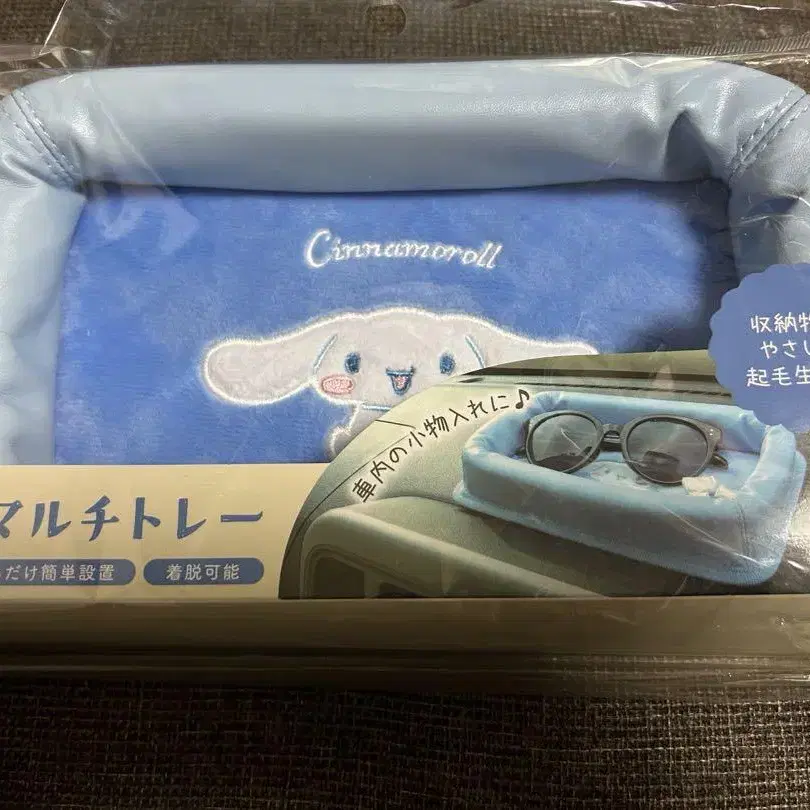 Cinnamoroll
収納物
やさし
起毛生
車内の小物入れに♪
マルチトレー
だけ簡単設置
着脱可能